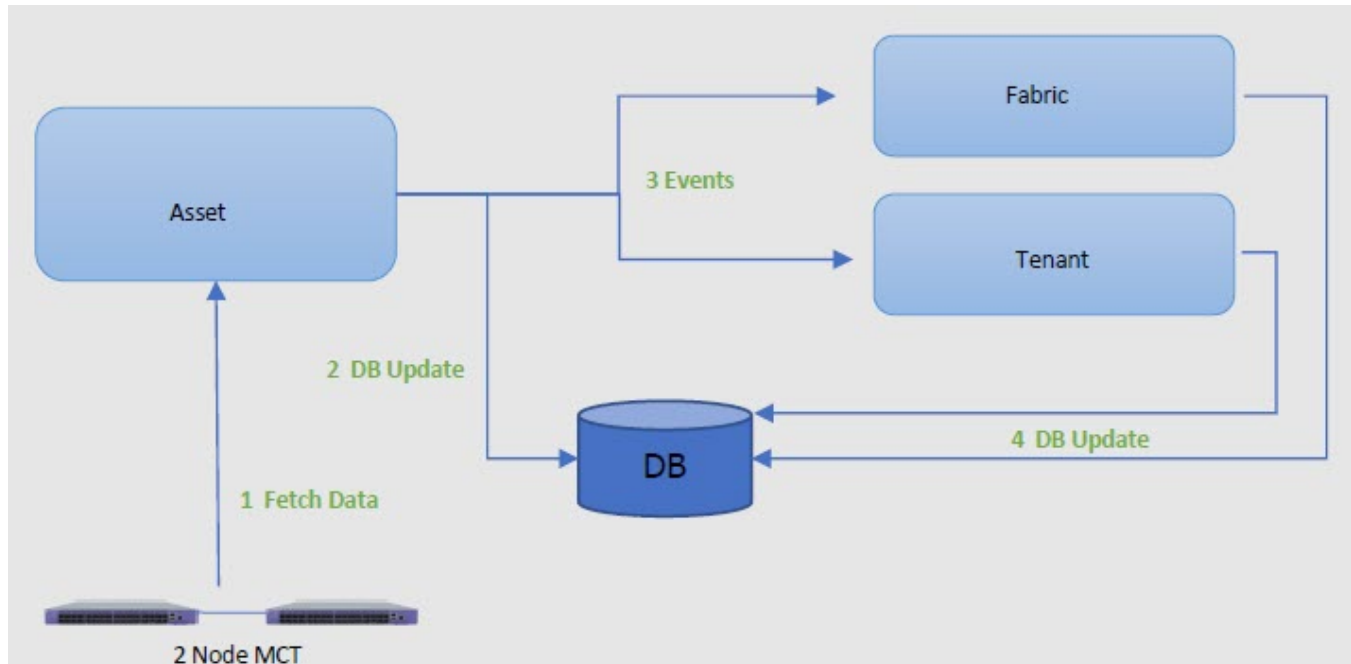 Fabric
3 Events
Asset
Tenant
2 DB Update
4 DB Update
DB
1 Fetch Data
2 Node MCT